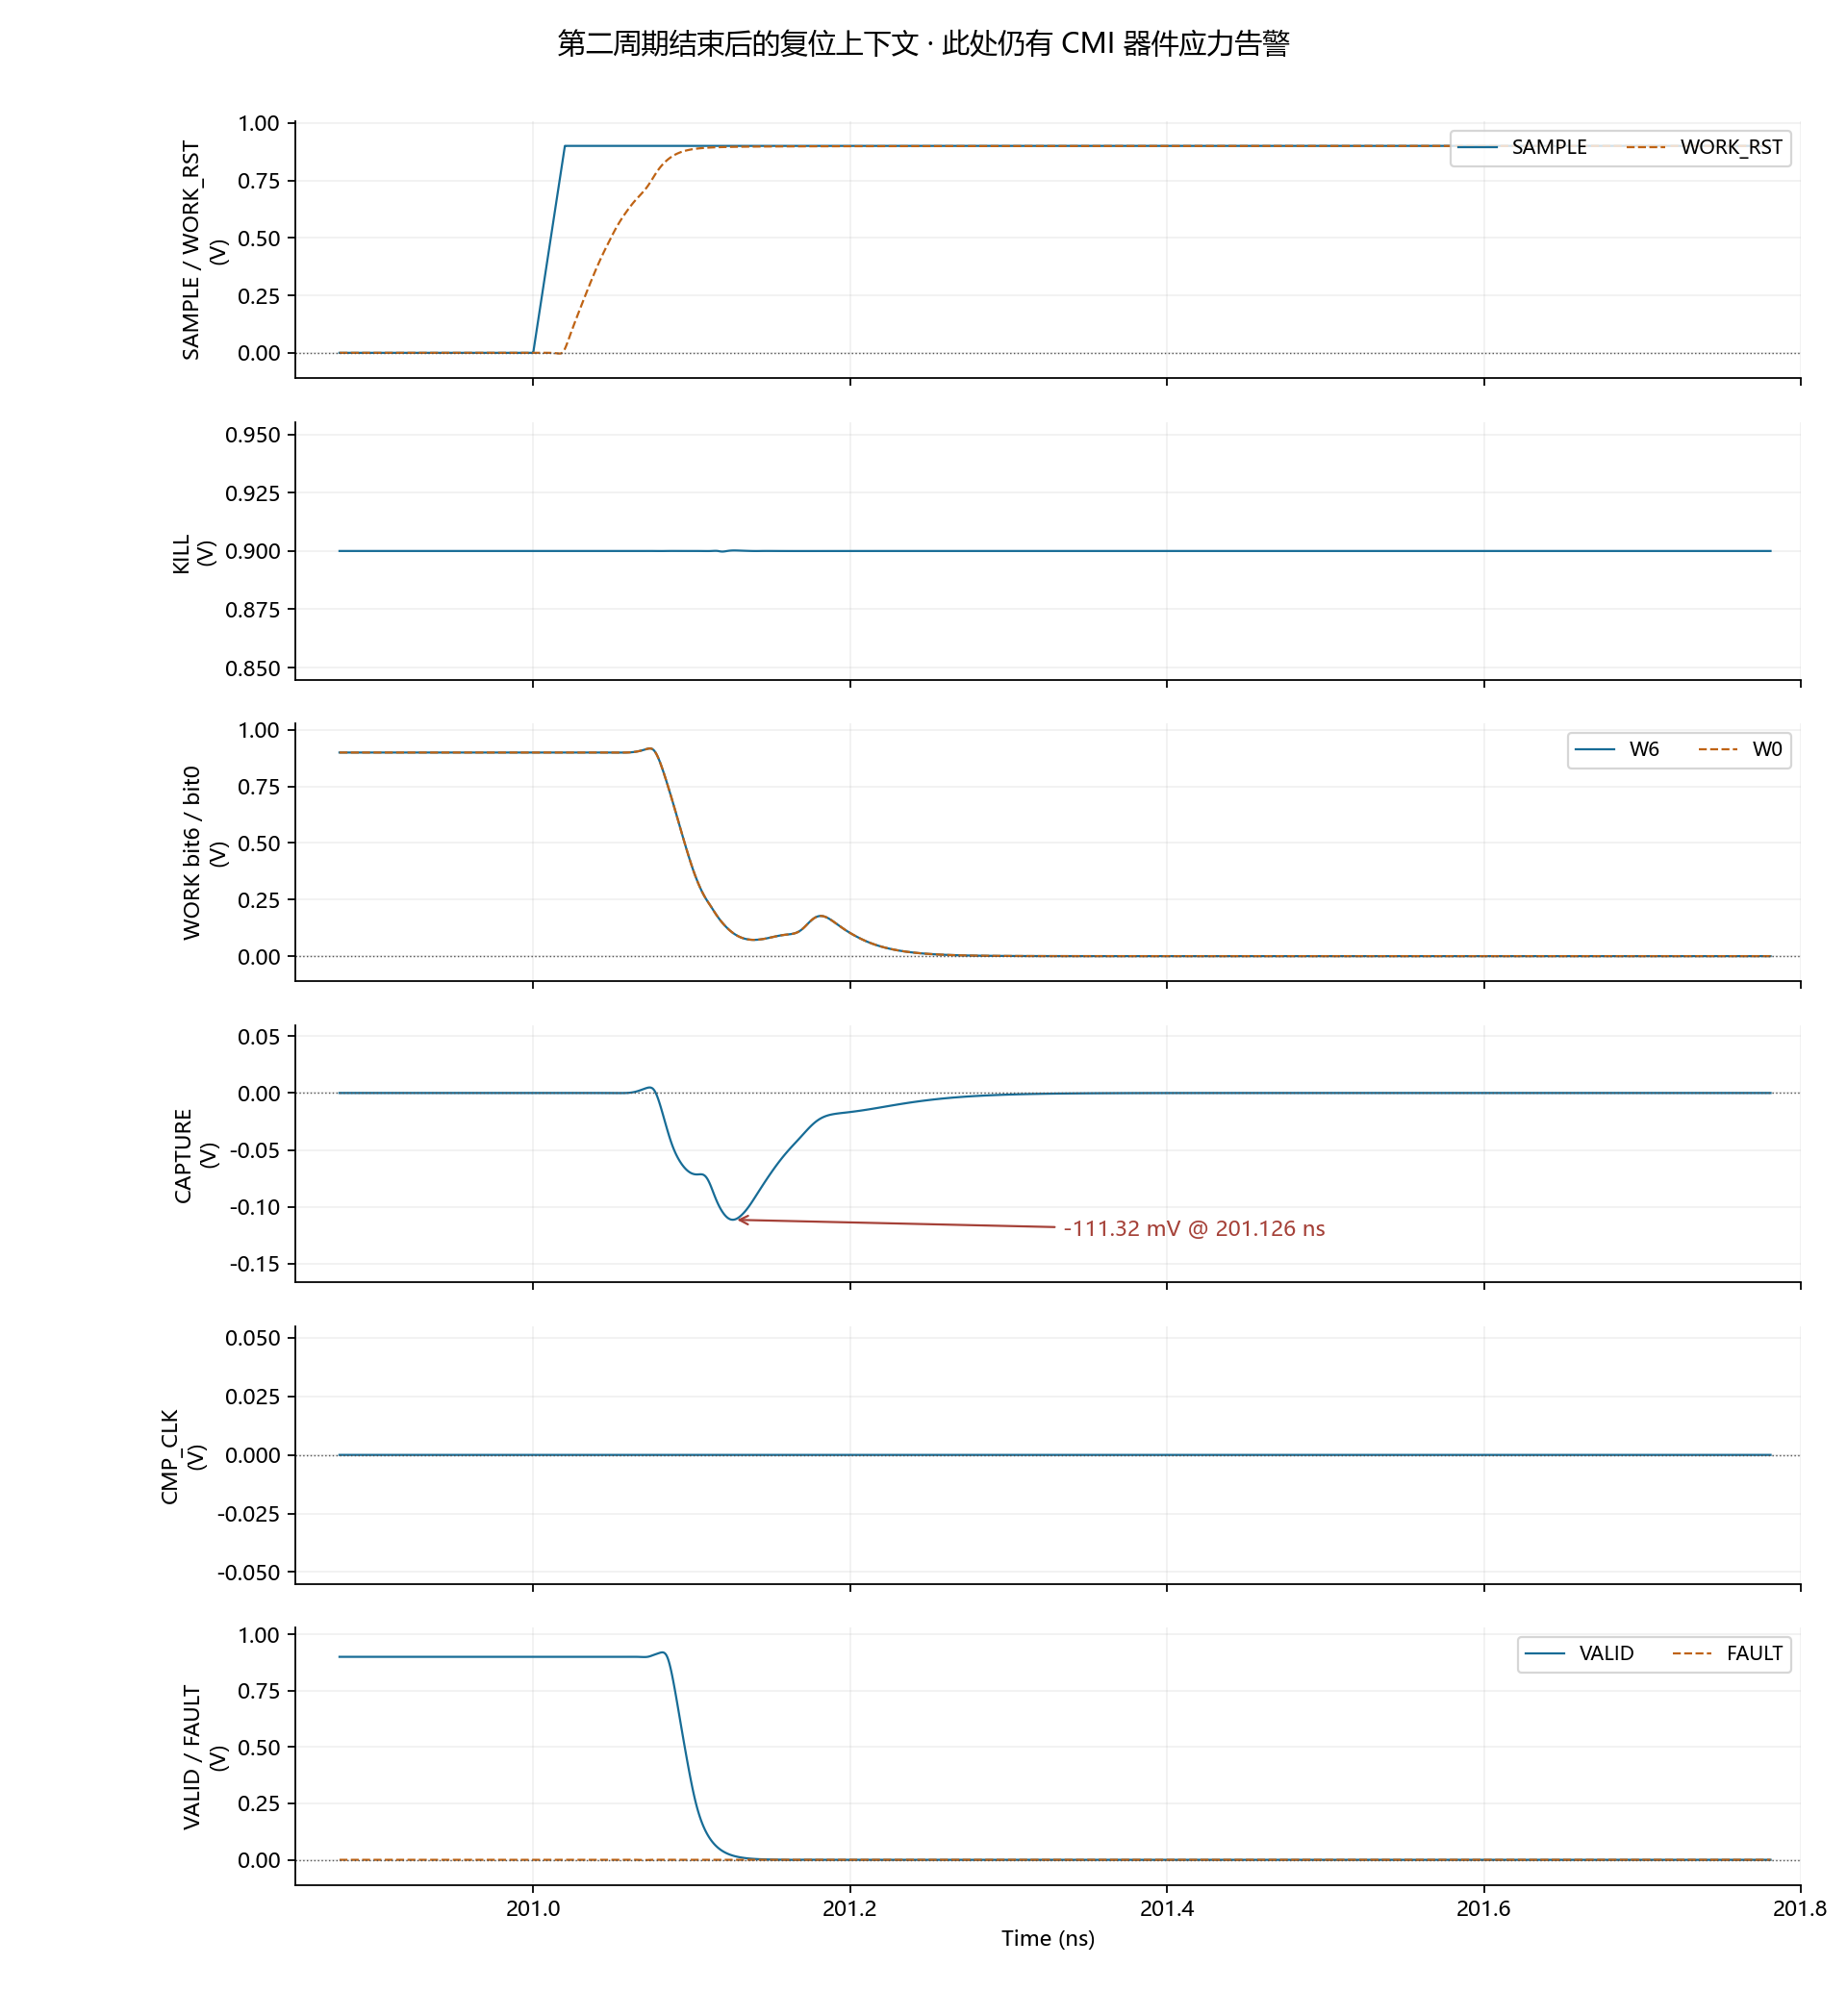 第二周期结束后的复位上下文 · 此处仍有 CMI 器件应力告警
SAMPLE / WORK_RST
(V)
1.00
0.75
0.50
0.25
0.00
SAMPLE
WORK_RST
KILL
(V)
0.950
0.925
0.900
0.875
0.850
WORK bit6 / bit0
(V)
1.00
0.75
0.50
0.25
0.00
W6
W0
CAPTURE
(V)
0.05
0.00
-0.05
-0.10
-0.15
-111.32 mV @ 201.126 ns
CMP_CLK
(V)
0.050
0.025
0.000
-0.025
-0.050
VALID / FAULT
(V)
1.00
0.75
0.50
0.25
0.00
VALID
FAULT
201.0
201.2
201.4
201.6
201.8
Time (ns)